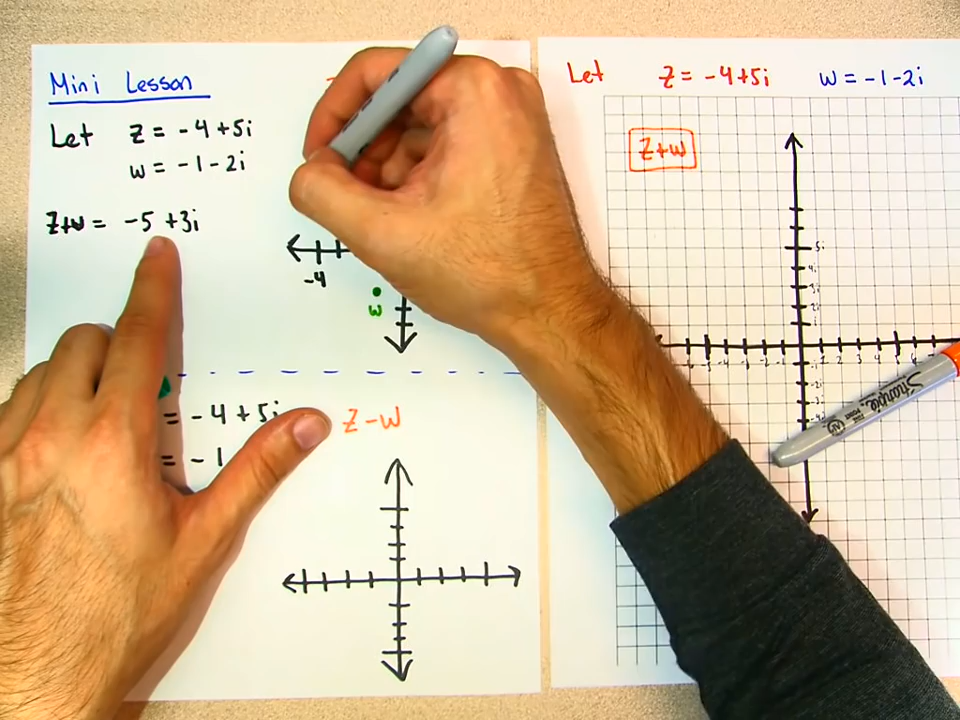 Mini Lesson
Let z = -4+5i
w = -1-2i
z+w = -5 +3i
-4
w
= -4 + 5i
= -1
z-w
Let z = -4+5i w = -1-2i
z+w
5i
Sharpie